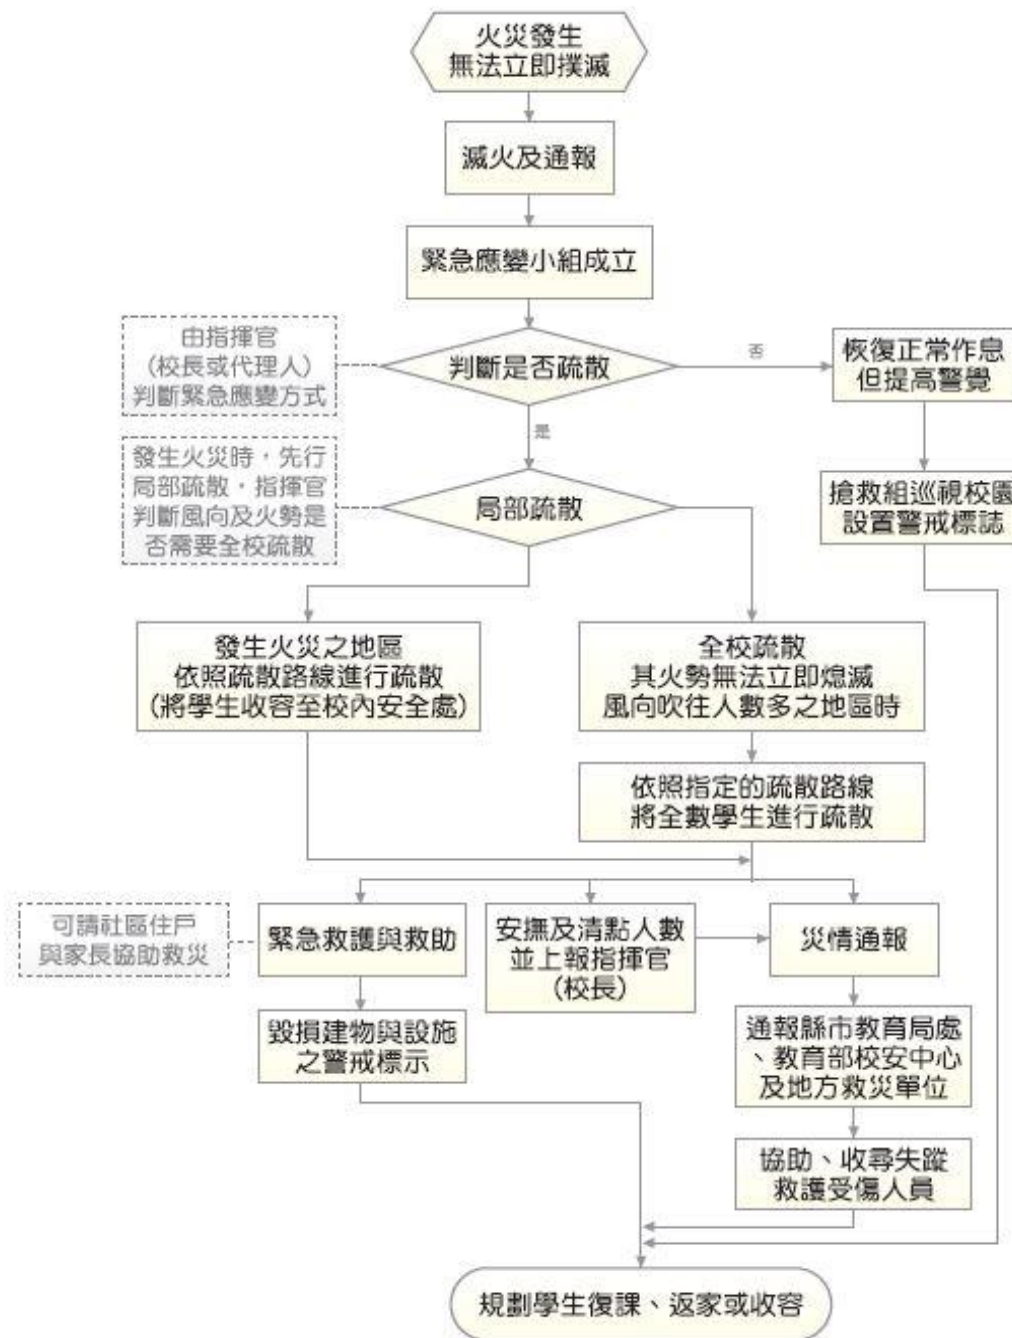 火災發生
無法立即撲滅
滅火及通報
緊急應變小組成立
由指揮官
(校長或代理人)
判斷緊急應變方式
判斷是否疏散
否
恢復正常作息
但提高警覺
是
發生火災時，先行
局部疏散，指揮官
判斷風向及火勢是
否需要全校疏散
局部疏散
搶救組巡視校園
設置警戒標誌
發生火災之地區
依照疏散路線進行疏散
(將學生收容至校內安全處)
全校疏散
其火勢無法立即熄滅
風向吹往人數多之地區時
依照指定的疏散路線
將全數學生進行疏散
可請社區住戶
與家長協助救災
緊急救護與救助
安撫及清點人數
並上報指揮官
(校長)
災情通報
毀損建物與設施
之警戒標示
通報縣市教育局處
、教育部校安中心
及地方救災單位
協助、收尋失蹤
救護受傷人員
規劃學生復課、返家或收容